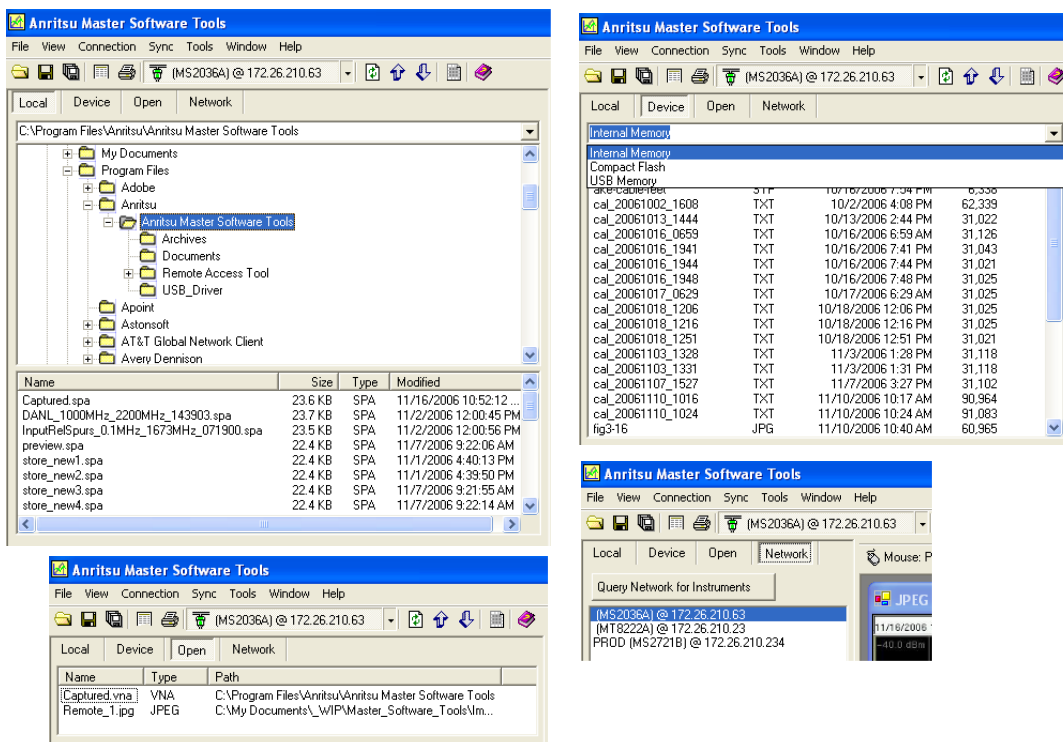 Anritsu Master Software Tools
File View Connection Sync Tools Window Help
(MS2036A) @ 172.26.210.63
Local Device Open Network
C:\Program Files\Anritsu\Anritsu Master Software Tools
My Documents
Program Files
Adobe
Anritsu
Anritsu Master Software Tools
Archives
Documents
Remote Access Tool
USB_Driver
Apoint
Astonsoft
AT&T Global Network Client
Avery Dennison
Name Size Type Modified
Captured.spa 23.6 KB SPA 11/16/2006 10:52:12 ...
DANL_1000MHz_2200MHz_143903.spa 23.7 KB SPA 11/2/2006 12:00:45 PM
InputRelSpurs_0.1MHz_1673MHz_071900.spa 23.5 KB SPA 11/2/2006 12:00:56 PM
preview.spa 22.4 KB SPA 11/7/2006 9:22:06 AM
store_new1.spa 22.4 KB SPA 11/1/2006 4:40:13 PM
store_new2.spa 22.4 KB SPA 11/1/2006 4:39:50 PM
store_new3.spa 22.4 KB SPA 11/7/2006 9:21:55 AM
store_new4.spa 22.4 KB SPA 11/7/2006 9:22:14 AM
Anritsu Master Software Tools
File View Connection Sync Tools Window Help
(MS2036A) @ 172.26.210.63
Local Device Open Network
Internal Memory
Internal Memory
Compact Flash
USB Memory
ake-cable-feet STP 10/16/2006 7:54 PM 6,338
cal_20061002_1608 TXT 10/2/2006 4:08 PM 62,339
cal_20061013_1444 TXT 10/13/2006 2:44 PM 31,022
cal_20061016_0659 TXT 10/16/2006 6:59 AM 31,126
cal_20061016_1941 TXT 10/16/2006 7:41 PM 31,043
cal_20061016_1944 TXT 10/16/2006 7:44 PM 31,021
cal_20061016_1948 TXT 10/16/2006 7:48 PM 31,025
cal_20061017_0629 TXT 10/17/2006 6:29 AM 31,025
cal_20061018_1206 TXT 10/18/2006 12:06 PM 31,025
cal_20061018_1216 TXT 10/18/2006 12:16 PM 31,025
cal_20061018_1251 TXT 10/18/2006 12:51 PM 31,021
cal_20061103_1328 TXT 11/3/2006 1:28 PM 31,118
cal_20061103_1331 TXT 11/3/2006 1:31 PM 31,118
cal_20061107_1527 TXT 11/7/2006 3:27 PM 31,102
cal_20061110_1016 TXT 11/10/2006 10:17 AM 90,964
cal_20061110_1024 TXT 11/10/2006 10:24 AM 91,083
fig3-16 JPG 11/10/2006 10:40 AM 60,965
Anritsu Master Software Tools
File View Connection Sync Tools Window Help
(MS2036A) @ 172.26.210.63
Local Device Open Network
Name Type Path
Captured.vna VNA C:\Program Files\Anritsu\Anritsu Master Software Tools
Remote_1.jpg JPEG C:\My Documents\_WIP\Master_Software_Tools\Im...
Anritsu Master Software Tools
File View Connection Sync Tools Window Help
(MS2036A) @ 172.26.210.63
Local Device Open Network
Mouse: P
Query Network for Instruments
(MS2036A) @ 172.26.210.63
(MT8222A) @ 172.26.210.23
PROD (MS2721B) @ 172.26.210.234
JPEG
11/16/2006
-40.0 dBm